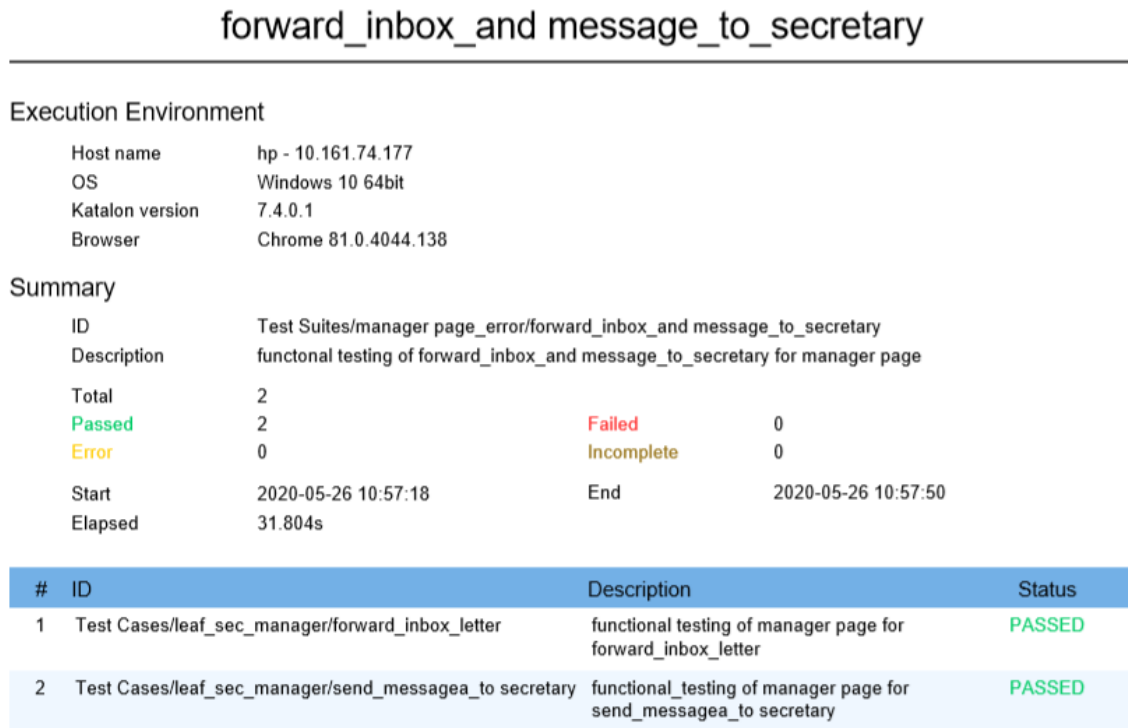 forward_inbox_and message_to_secretary
Execution Environment
Host name hp - 10.161.74.177
OS Windows 10 64bit
Katalon version 7.4.0.1
Browser Chrome 81.0.4044.138
Summary
ID Test Suites/manager page_error/forward_inbox_and message_to_secretary
Description functonal testing of forward_inbox_and message_to_secretary for manager page
Total 2
Passed 2 Failed 0
Error 0 Incomplete 0
Start 2020-05-26 10:57:18 End 2020-05-26 10:57:50
Elapsed 31.804s
# ID Description Status
1 Test Cases/leaf_sec_manager/forward_inbox_letter functional testing of manager page for PASSED
forward_inbox_letter
2 Test Cases/leaf_sec_manager/send_messagea_to secretary functional_testing of manager page for PASSED
send_messagea_to secretary